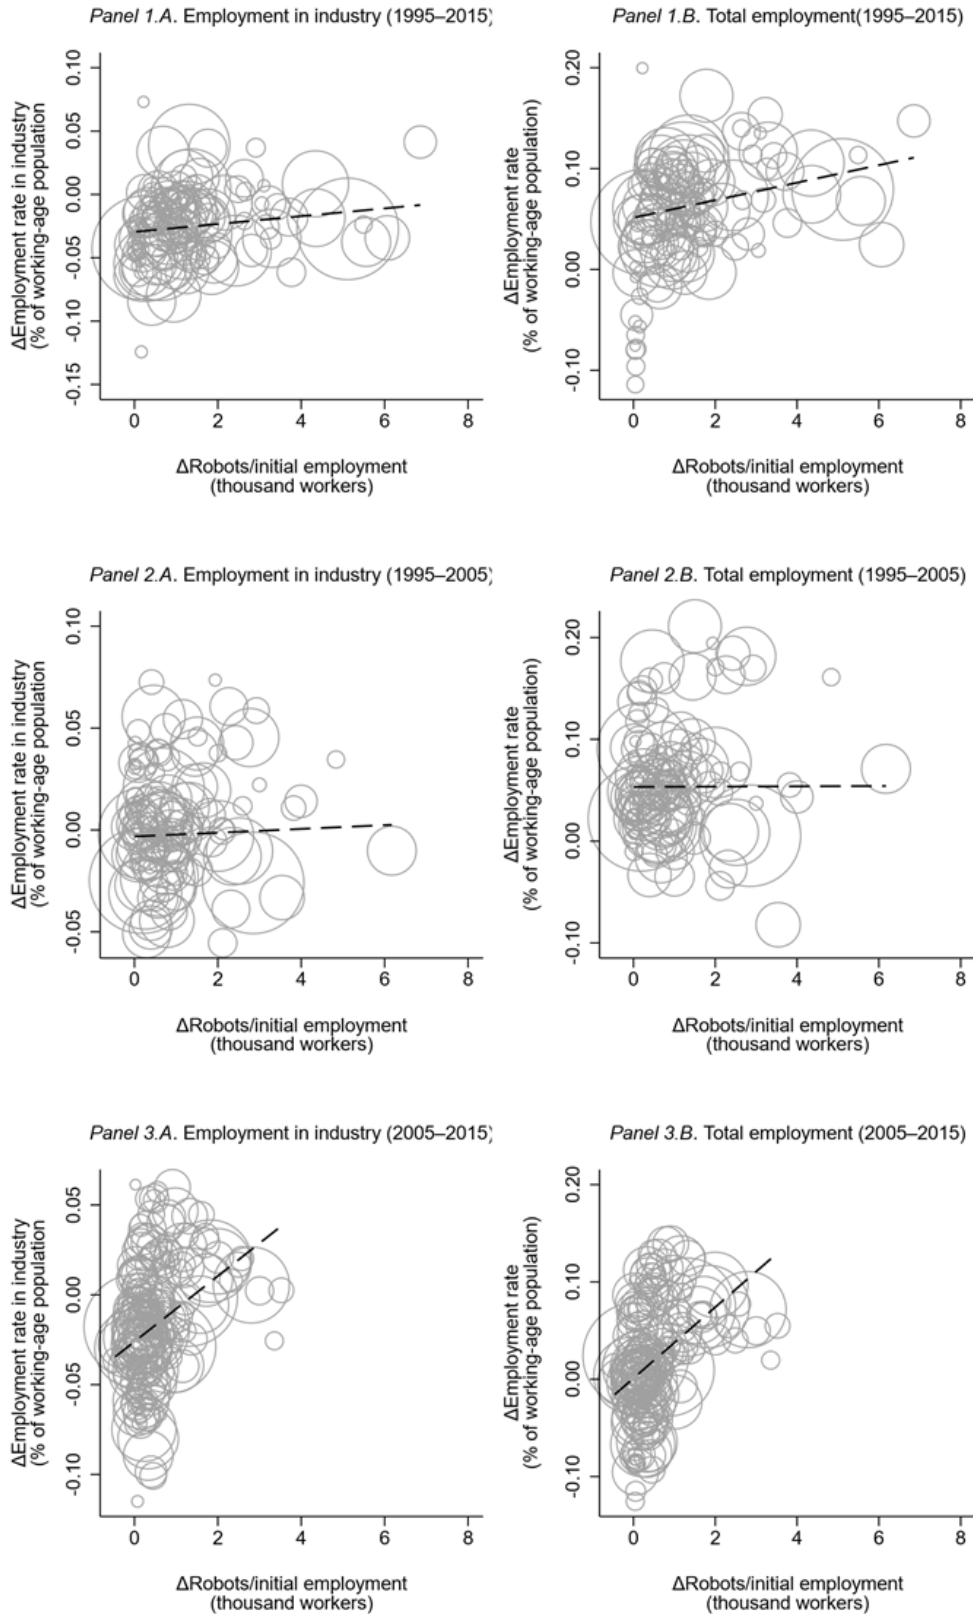 Panel 1.A. Employment in industry (1995–2015)
ΔEmployment rate in industry
(% of working-age population
0.10
0.05
0.00
-0.05
-0.10
-0.15
0 2 4 6 8
ΔRobots/initial employment
(thousand workers)
Panel 1.B. Total employment(1995–2015)
ΔEmployment rate
(% of working-age population)
0.20
0.10
0.00
-0.10
0 2 4 6 8
ΔRobots/initial employment
(thousand workers)
Panel 2.A. Employment in industry (1995–2005)
ΔEmployment rate in industry
(% of working-age population
0.10
0.05
0.00
-0.05
0 2 4 6 8
ΔRobots/initial employment
(thousand workers)
Panel 2.B. Total employment (1995–2005)
ΔEmployment rate
(% of working-age population)
0.20
0.10
0.00
-0.10
0 2 4 6 8
ΔRobots/initial employment
(thousand workers)
Panel 3.A. Employment in industry (2005–2015)
ΔEmployment rate in industry
(% of working-age population
0.05
0.00
-0.05
-0.10
0 2 4 6 8
ΔRobots/initial employment
(thousand workers)
Panel 3.B. Total employment (2005–2015)
ΔEmployment rate
(% of working-age population)
0.20
0.10
0.00
-0.10
0 2 4 6 8
ΔRobots/initial employment
(thousand workers)